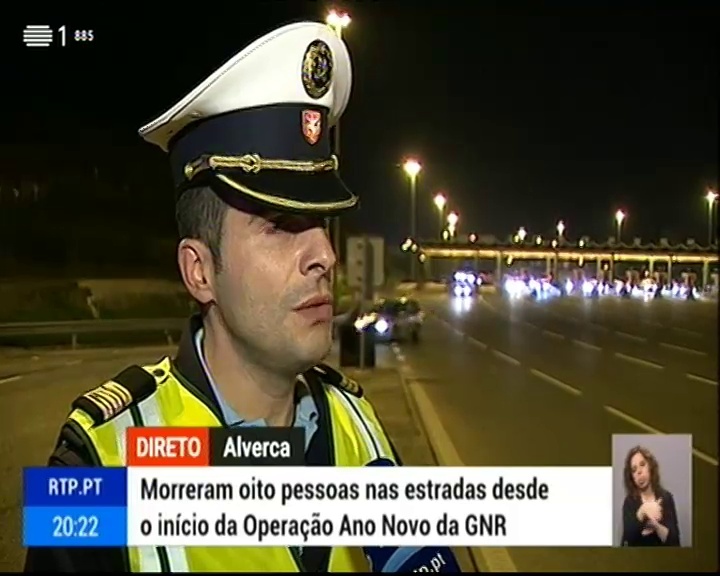 1 885
DIRETO Alverca
RTP.PT
20:22
Morreram oito pessoas nas estradas desde
o início da Operação Ano Novo da GNR
.pt